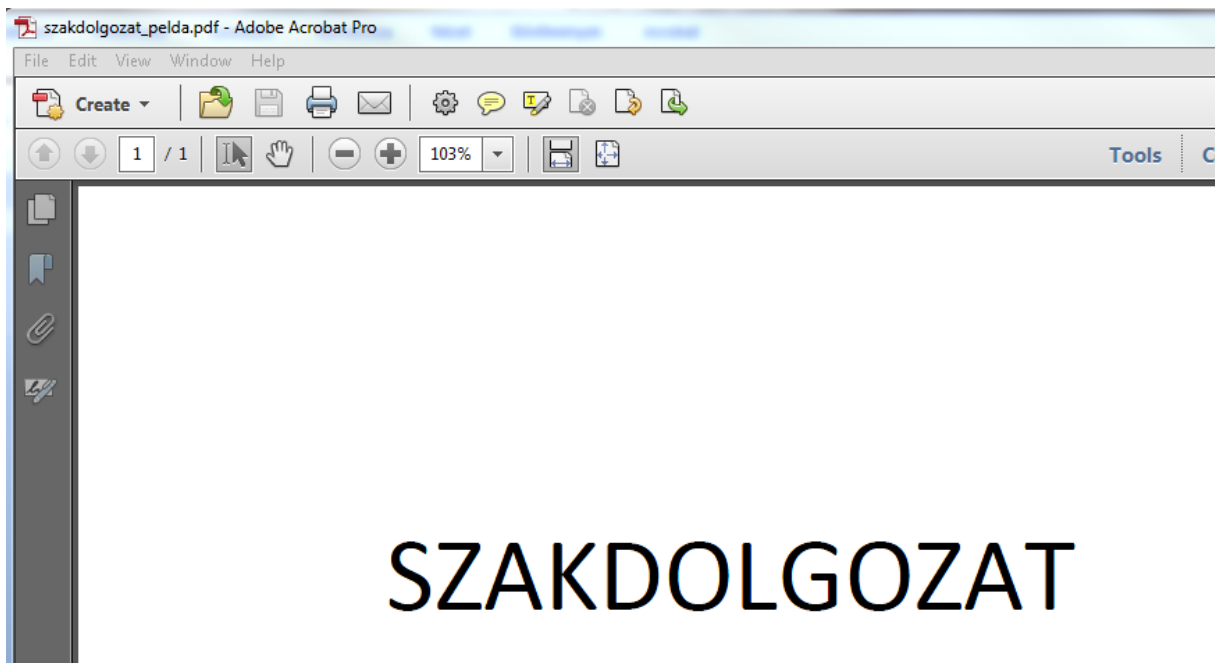 szakdolgozat_pelda.pdf - Adobe Acrobat Pro
File Edit View Window Help
Create
1 / 1 103% Tools C
SZAKDOLGOZAT